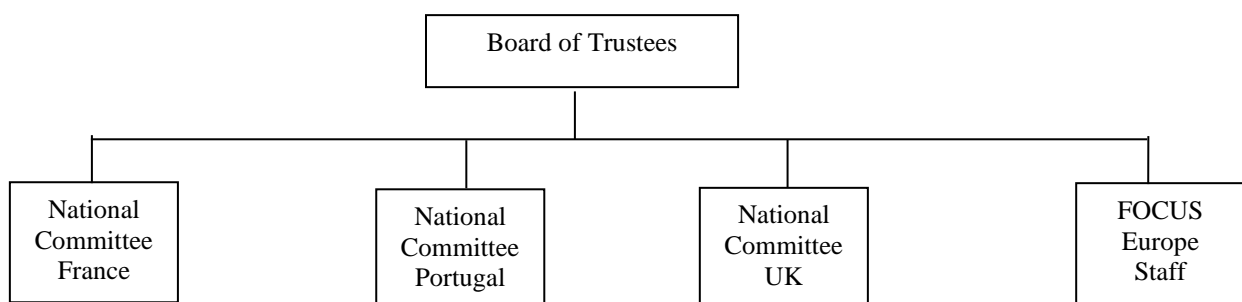 Board of Trustees
National
Committee
France
National
Committee
Portugal
National
Committee
UK
FOCUS
Europe
Staff